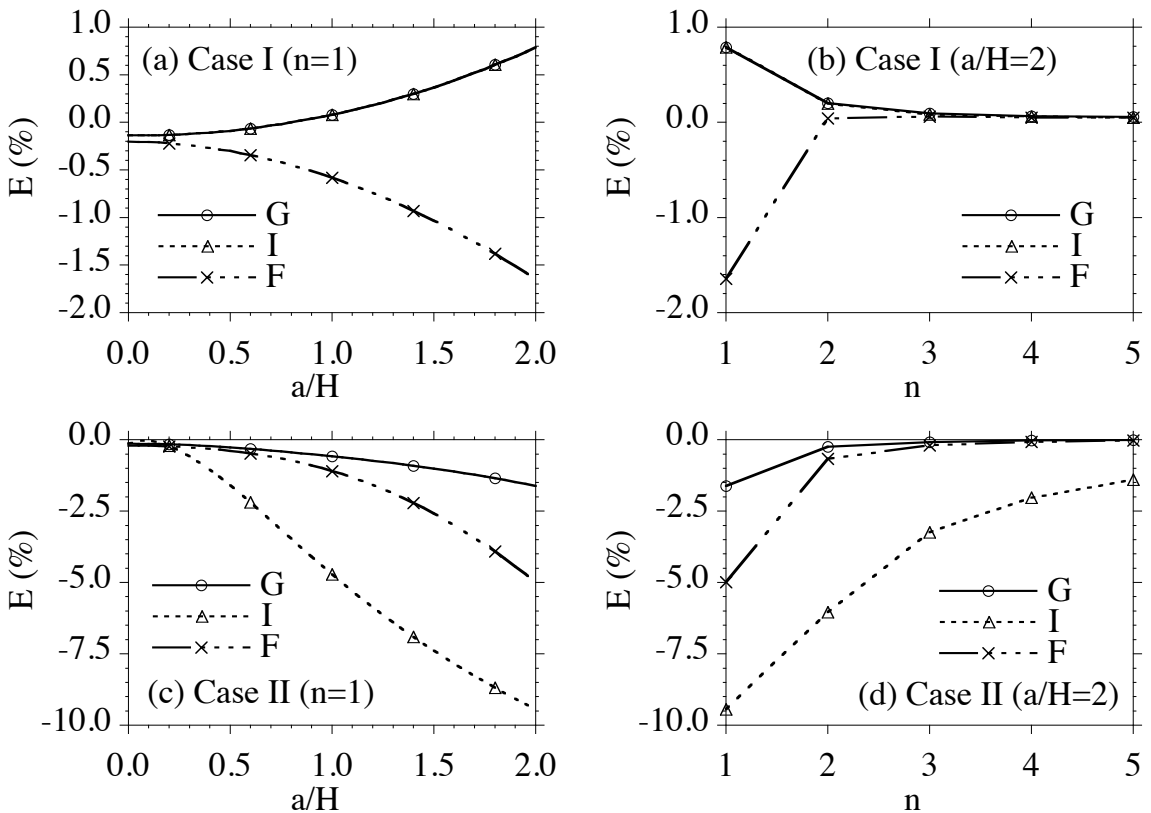 1.0
0.5
0.0
-0.5
-1.0
-1.5
-2.0
E (%)
(a) Case I (n=1)
G
I
F
0.0 0.5 1.0 1.5 2.0
a/H
1.0
0.0
-1.0
-2.0
E (%)
(b) Case I (a/H=2)
G
I
F
1 2 3 4 5
n
0.0
-2.5
-5.0
-7.5
-10.0
E (%)
G
I
F
(c) Case II (n=1)
0.0 0.5 1.0 1.5 2.0
a/H
0.0
-2.5
-5.0
-7.5
-10.0
E (%)
G
I
F
(d) Case II (a/H=2)
1 2 3 4 5
n